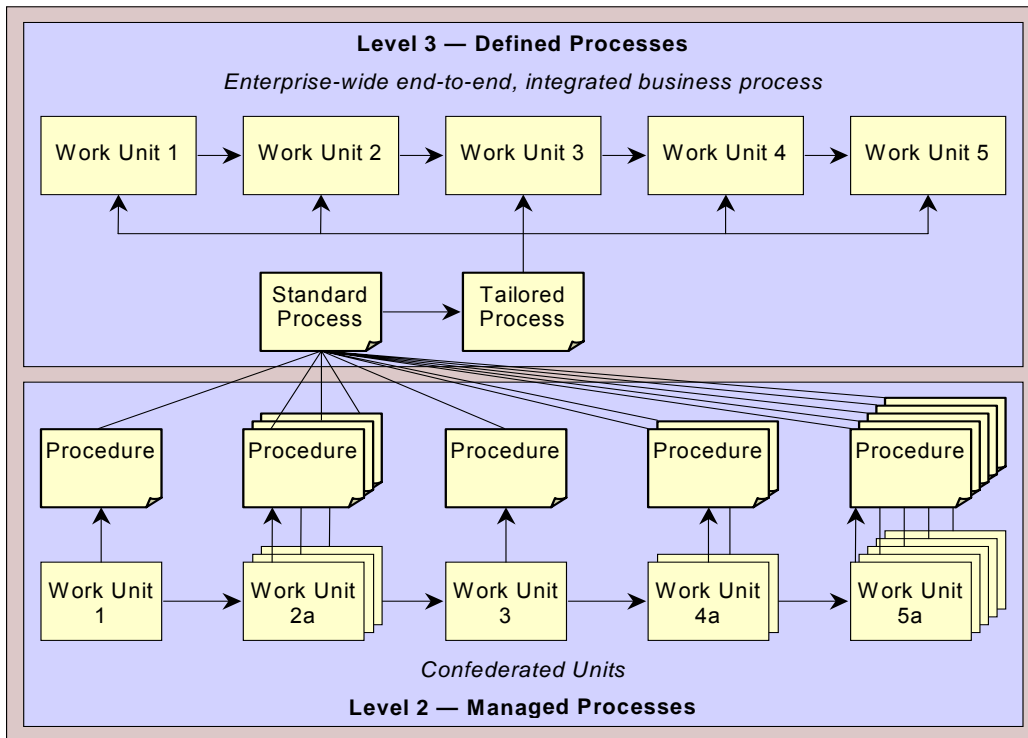 Level 3 — Defined Processes
Enterprise-wide end-to-end, integrated business process
Work Unit 1
Work Unit 2
Work Unit 3
Work Unit 4
Work Unit 5
Standard
Process
Tailored
Process
Procedure
Procedure
Procedure
Procedure
Procedure
Work Unit
1
Work Unit
2a
Work Unit
3
Work Unit
4a
Work Unit
5a
Confederated Units
Level 2 — Managed Processes